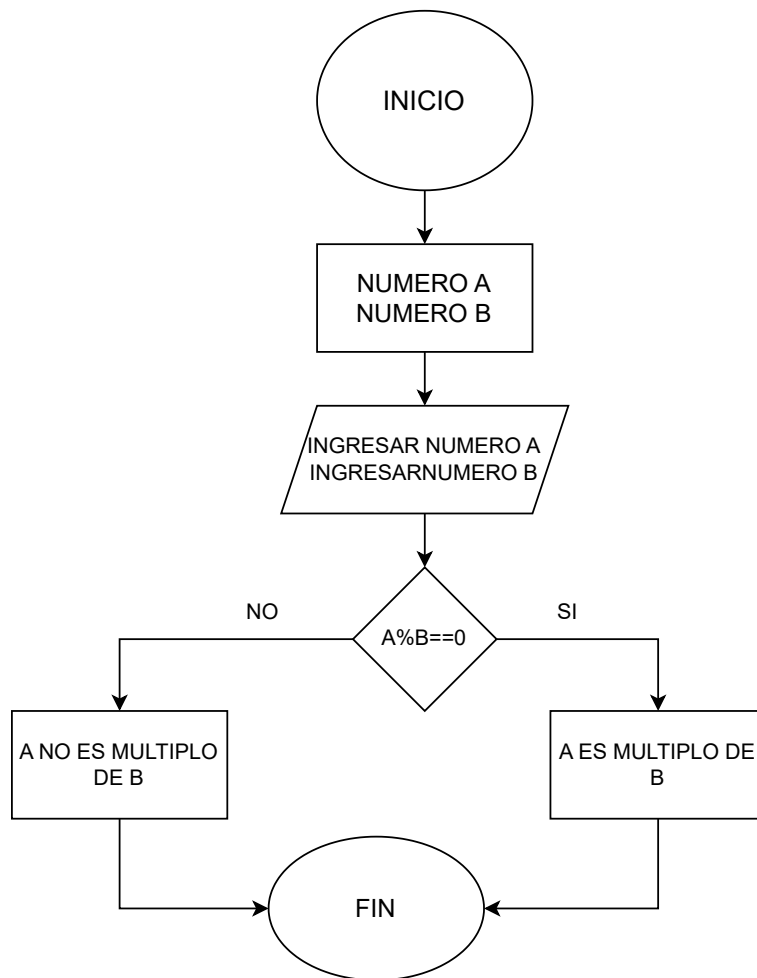 INICIO
NUMERO A
NUMERO B
INGRESAR NUMERO A
INGRESARNUMERO B
NO
SI
A%B==0
A NO ES MULTIPLO
DE B
A ES MULTIPLO DE
B
FIN